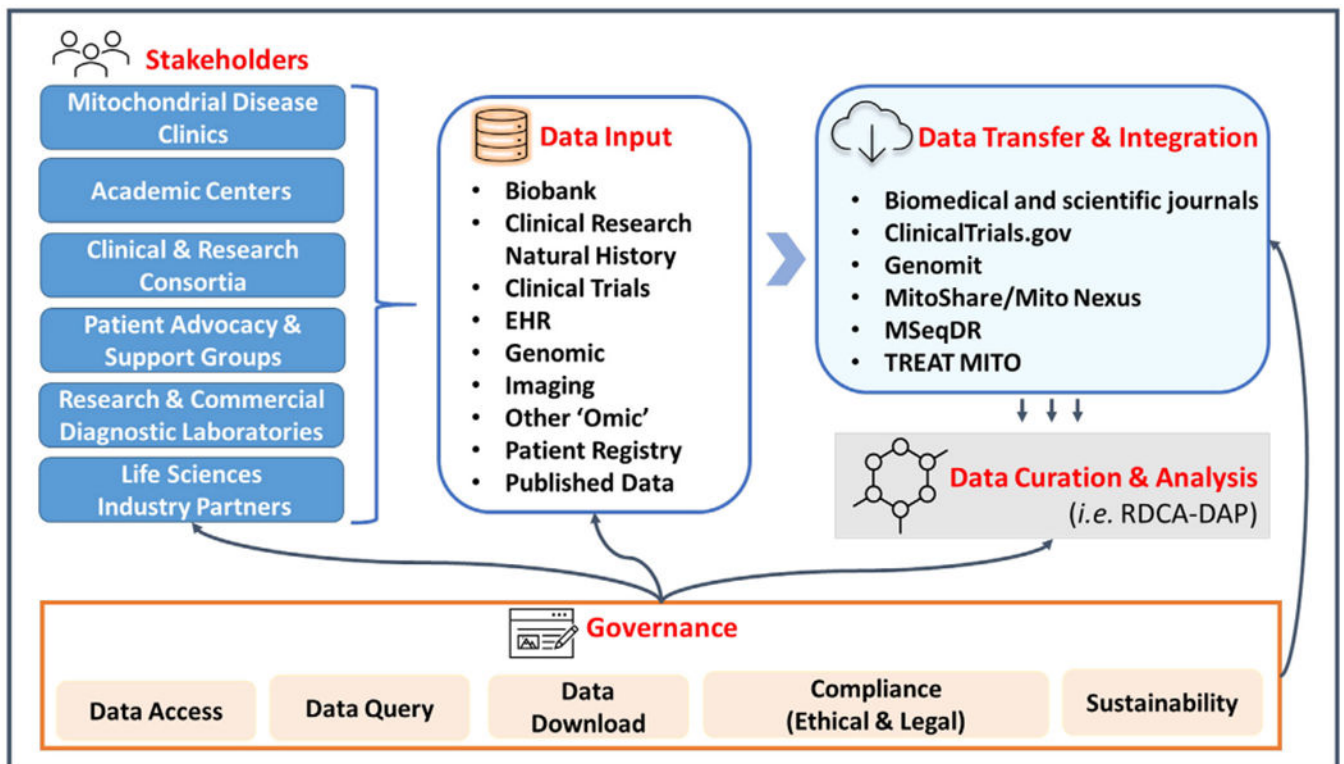 Stakeholders
Mitochondrial Disease
Clinics
Academic Centers
Clinical & Research
Consortia
Patient Advocacy &
Support Groups
Research & Commercial
Diagnostic Laboratories
Life Sciences
Industry Partners
Data Input
• Biobank
• Clinical Research
Natural History
• Clinical Trials
• EHR
• Genomic
• Imaging
• Other ‘Omic’
• Patient Registry
• Published Data
Data Transfer & Integration
• Biomedical and scientific journals
• ClinicalTrials.gov
• Genomit
• MitoShare/Mito Nexus
• MSeqDR
• TREAT MITO
Data Curation & Analysis
(i.e. RDCA-DAP)
Governance
Data Access
Data Query
Data
Download
Compliance
(Ethical & Legal)
Sustainability